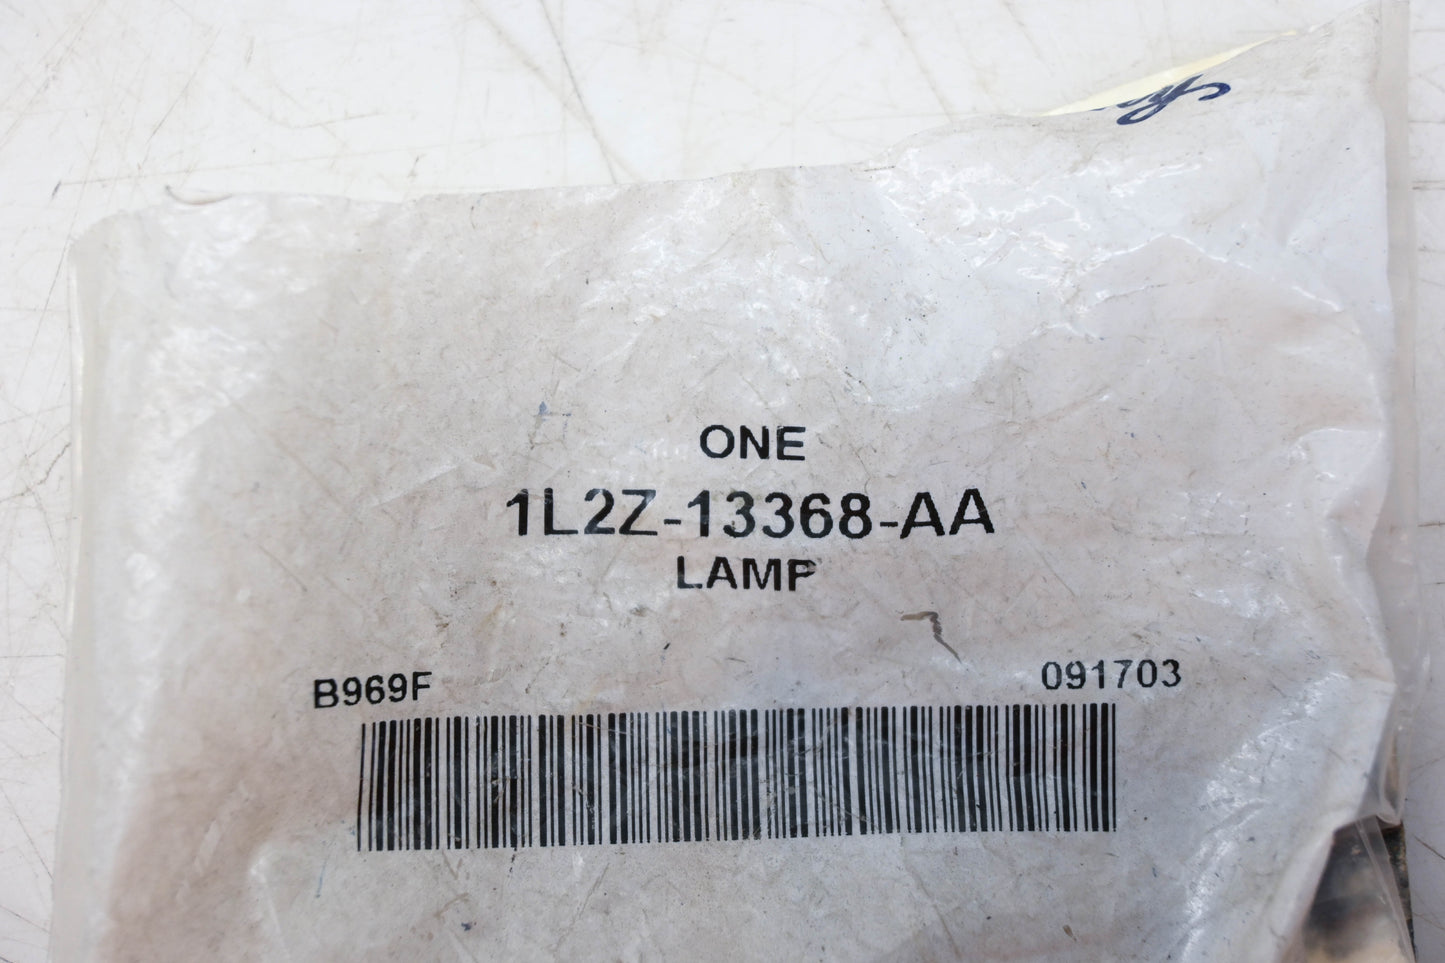 ONE
1L2Z-13368-AA
LAMP
B969F 091703